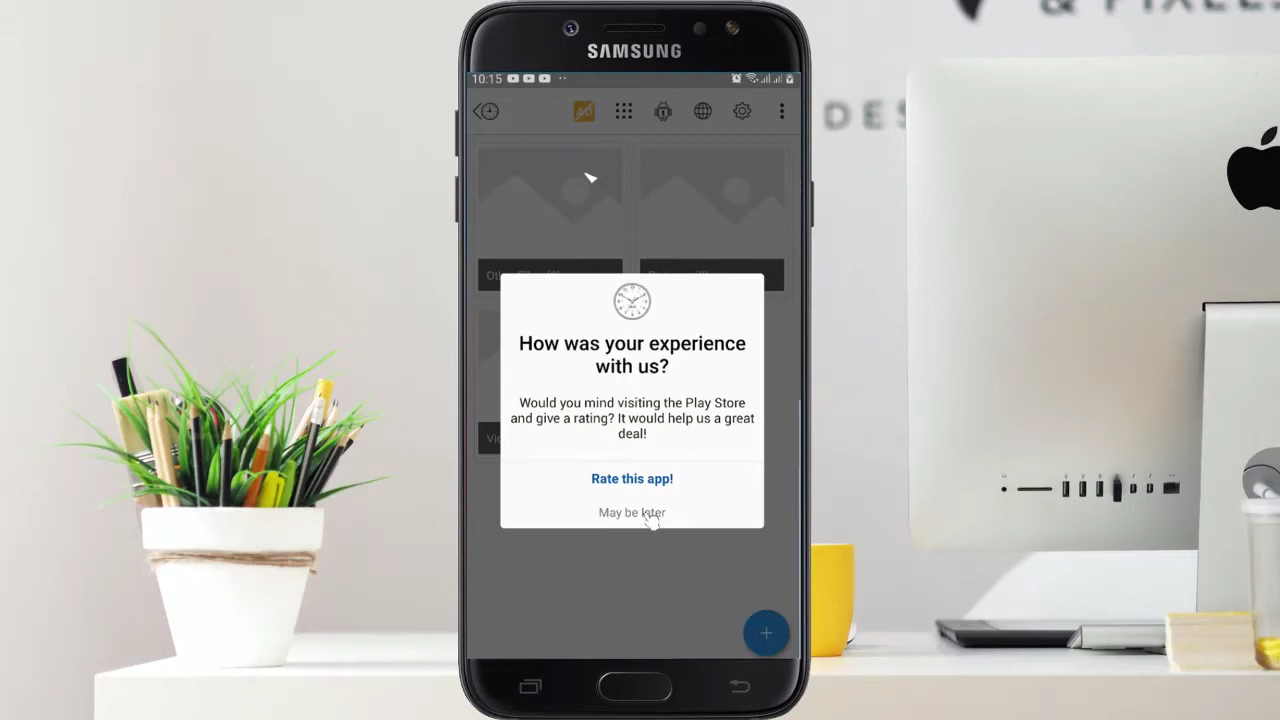 SAMSUNG
10:15
AD
How was your experience
with us?
Would you mind visiting the Play Store
and give a rating? It would help us a great
deal!
Rate this app!
May be later